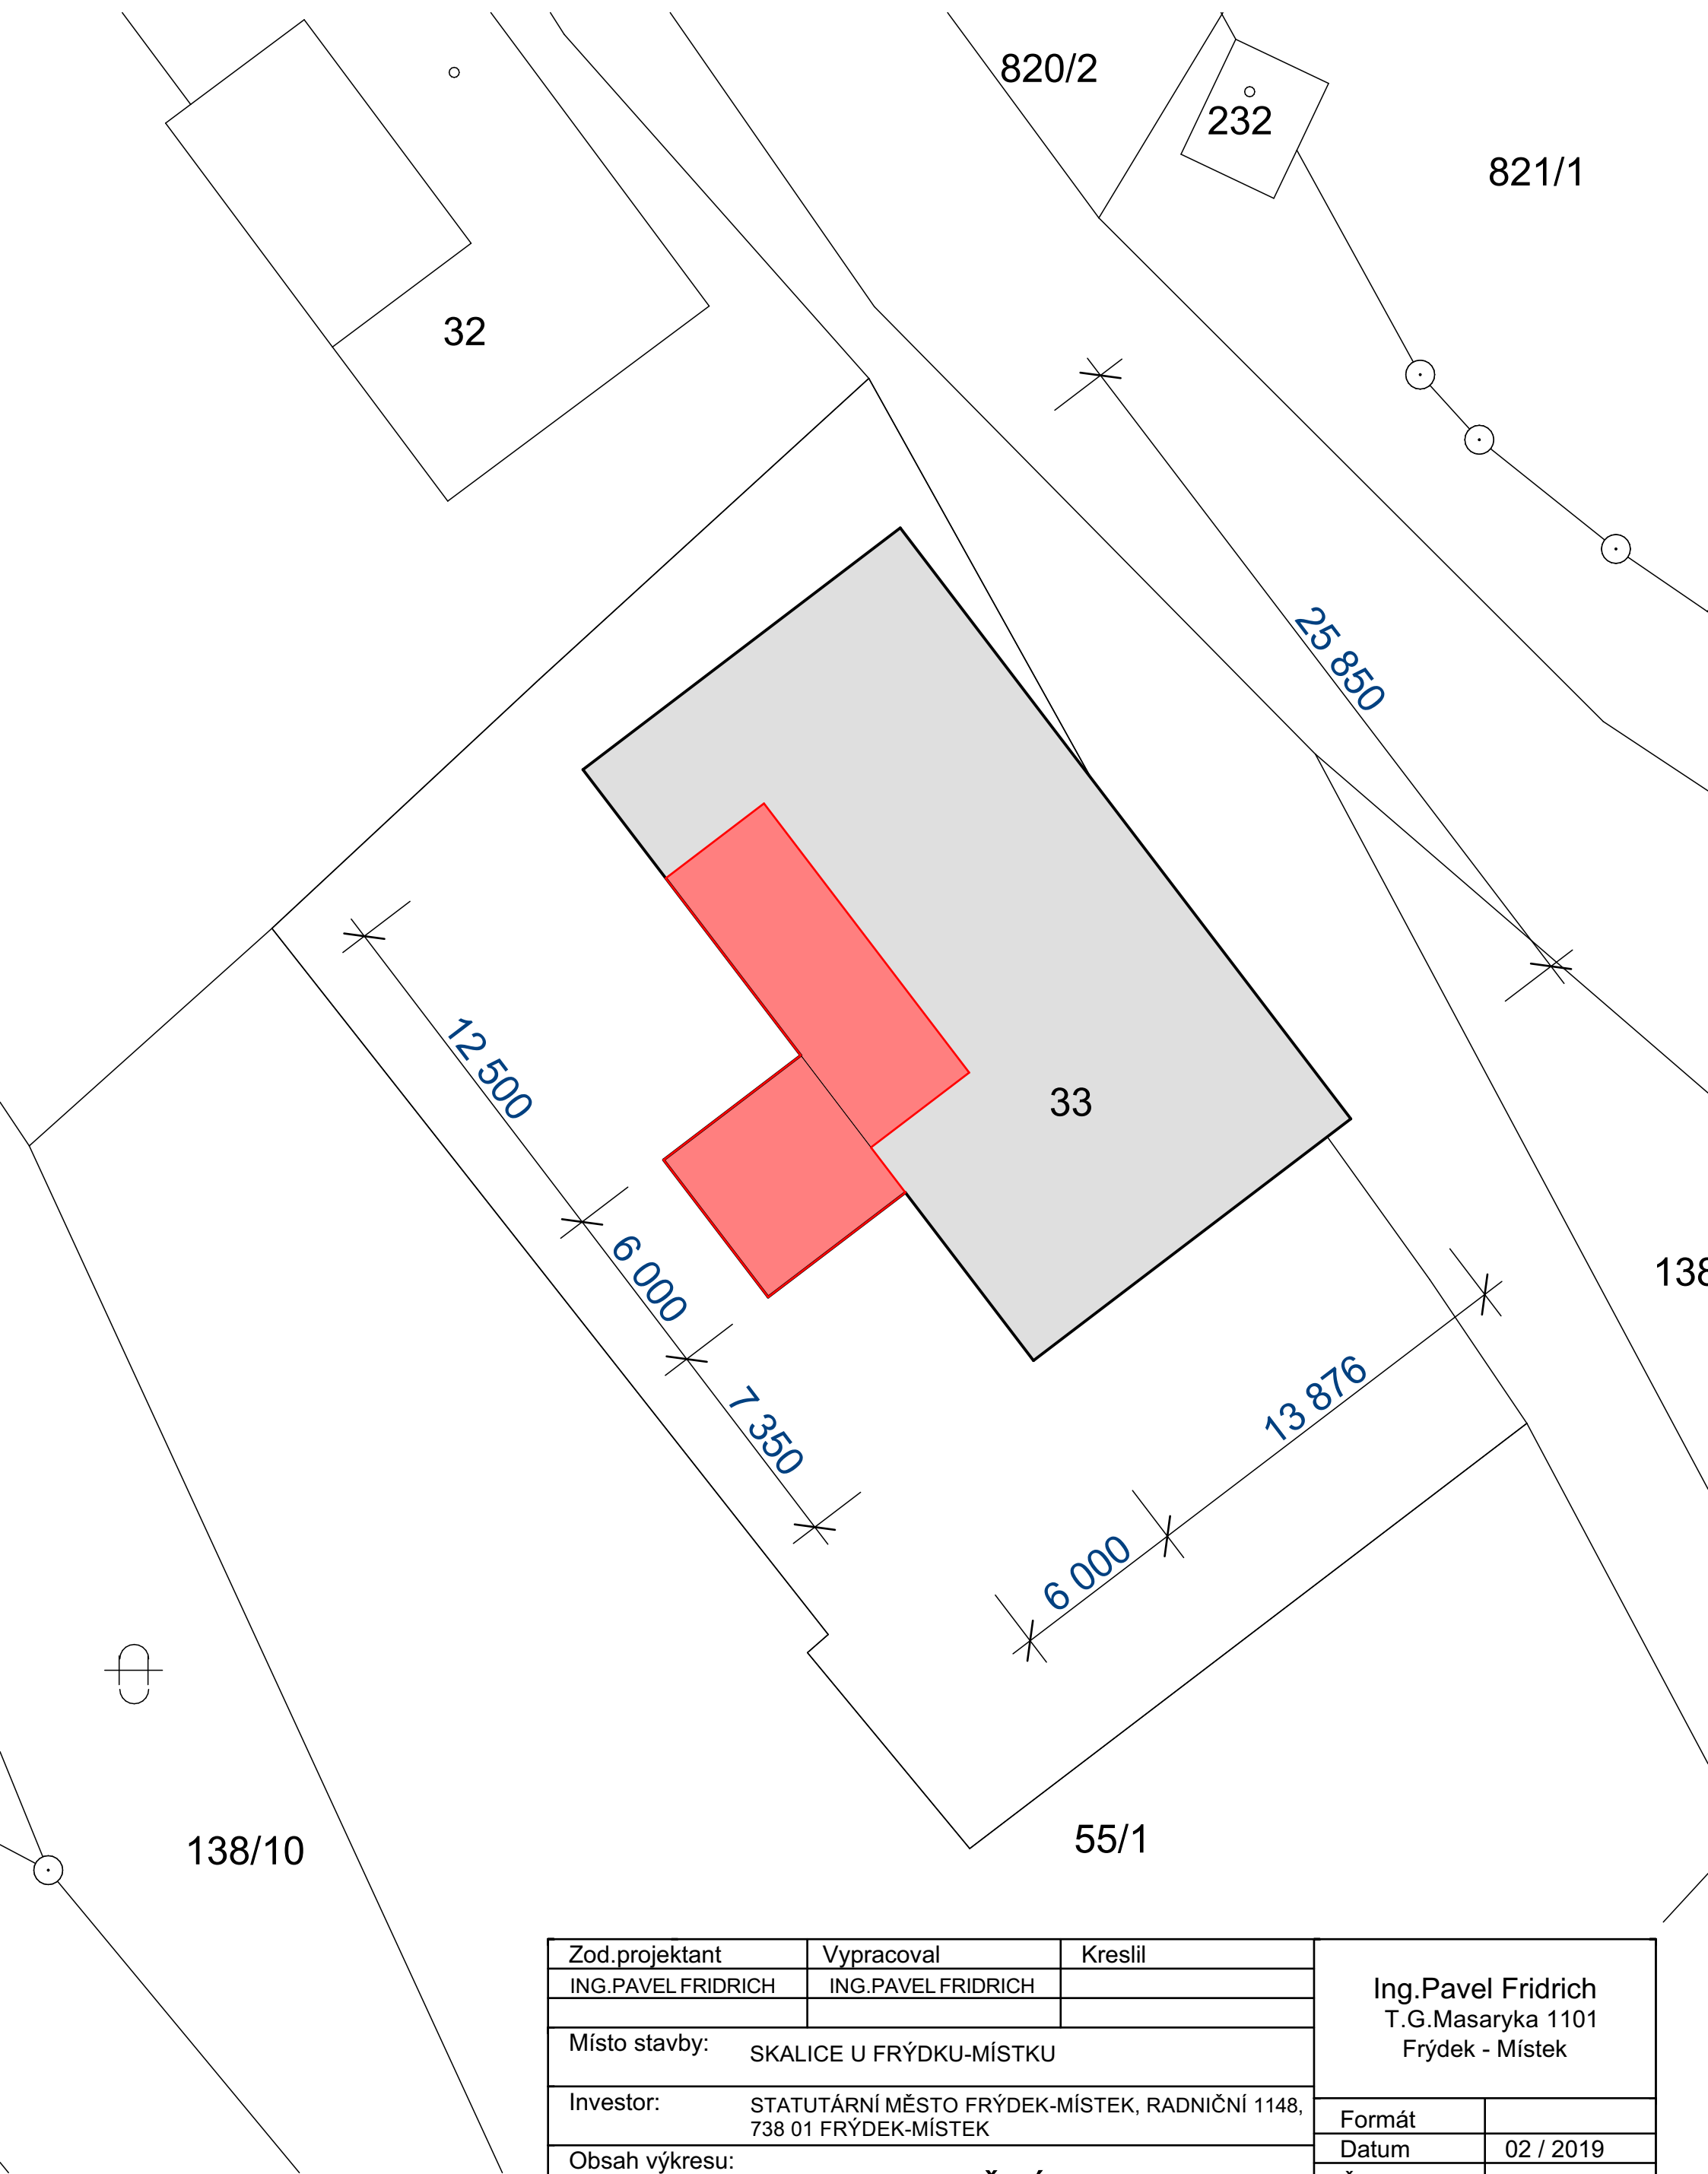 820/2
232
821/1
32
25 850
12 500
33
6 000
138
7 350
13 876
6 000
138/10
55/1
Zod.projektant Vypracoval Kreslil
ING.PAVEL FRIDRICH ING.PAVEL FRIDRICH
Ing.Pavel Fridrich
T.G.Masaryka 1101
Frýdek - Místek
Místo stavby: SKALICE U FRÝDKU-MÍSTKU
Investor: STATUTÁRNÍ MĚSTO FRÝDEK-MÍSTEK, RADNIČNÍ 1148,
738 01 FRÝDEK-MÍSTEK
Formát
Datum 02 / 2019
Obsah výkresu: